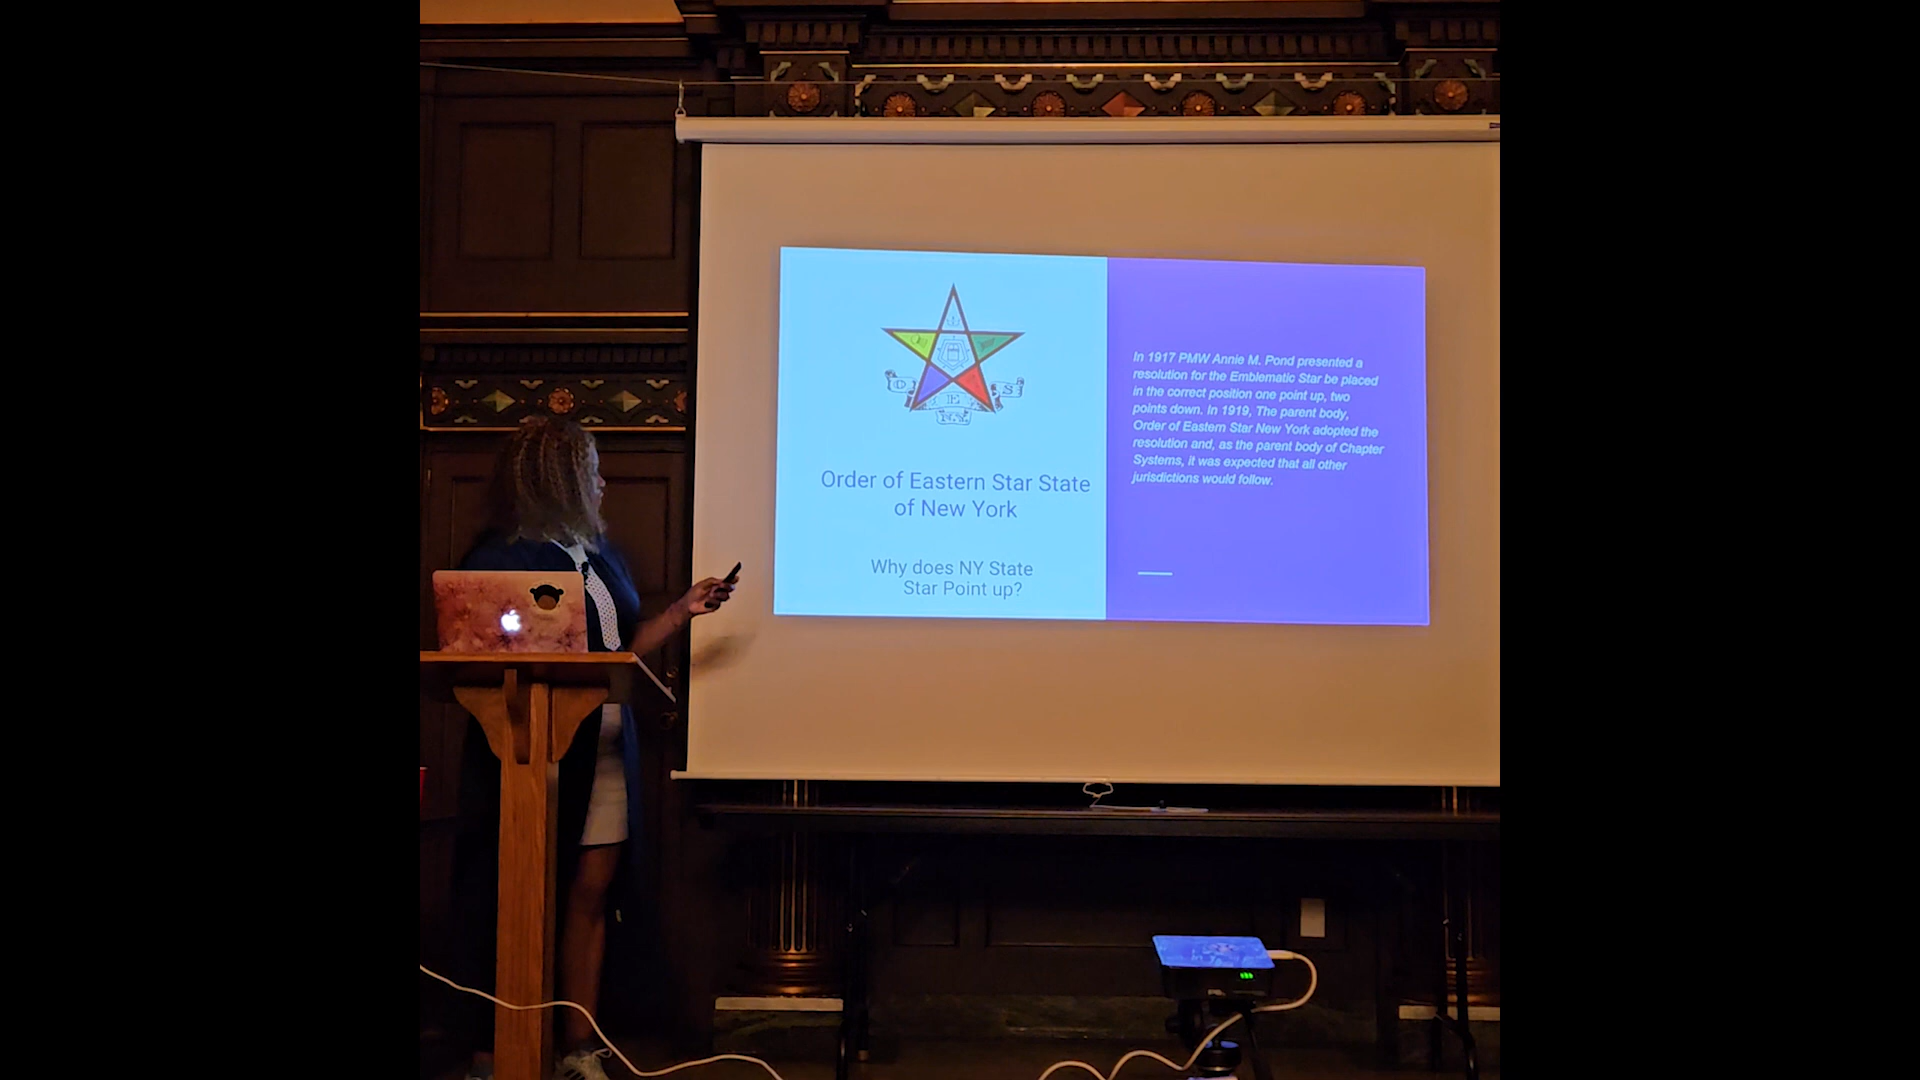 O E S
N.Y.
Order of Eastern Star State
of New York
Why does NY State
Star Point up?
In 1917 PMW Annie M. Pond presented a
resolution for the Emblematic Star be placed
in the correct position one point up, two
points down. In 1919, The parent body,
Order of Eastern Star New York adopted the
resolution and, as the parent body of Chapter
Systems, it was expected that all other
jurisdictions would follow.